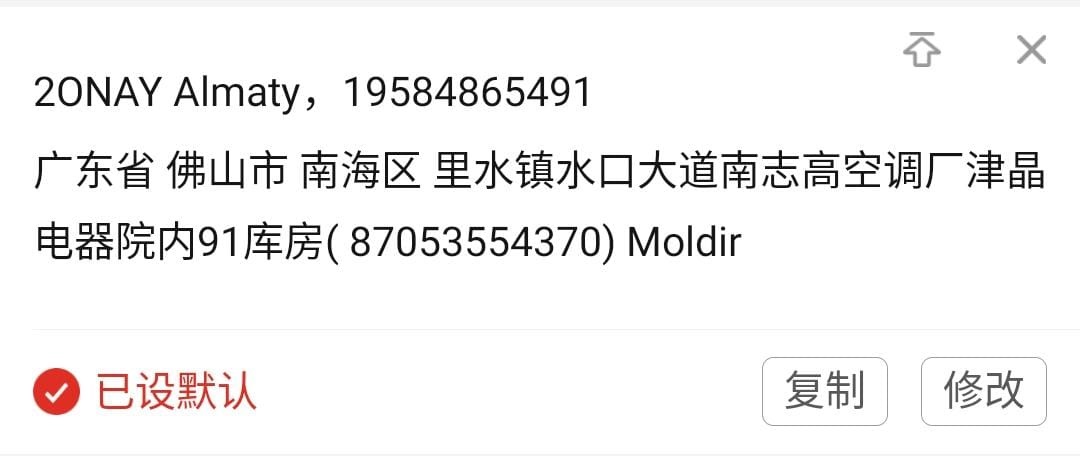 2ONAY Almaty，19584865491
广东省 佛山市 南海区 里水镇水口大道南志高空调厂津晶
电器院内91库房( 87053554370) Moldir
已设默认 复制 修改